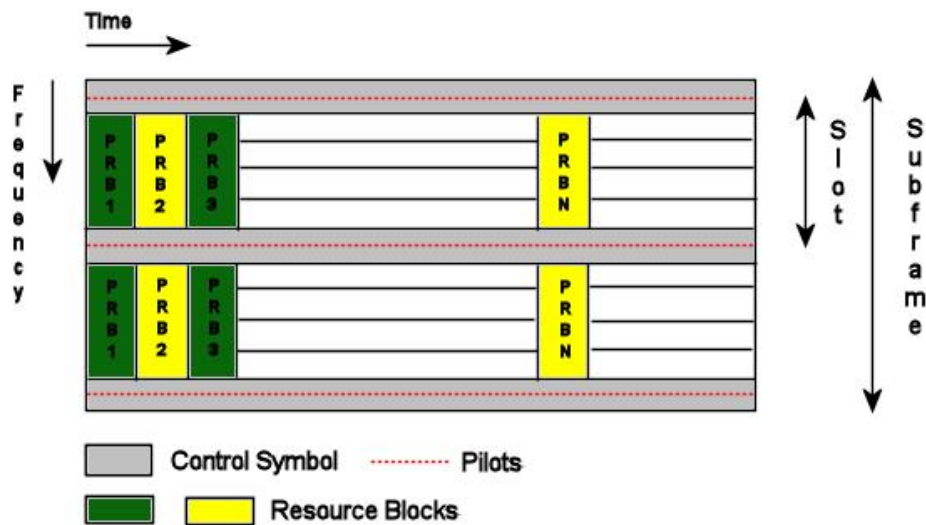 Time
Frequency
PRB1 PRB2 PRB3 PRBN
PRB1 PRB2 PRB3 PRBN
Slot
Subframe
Control Symbol Pilots
Resource Blocks